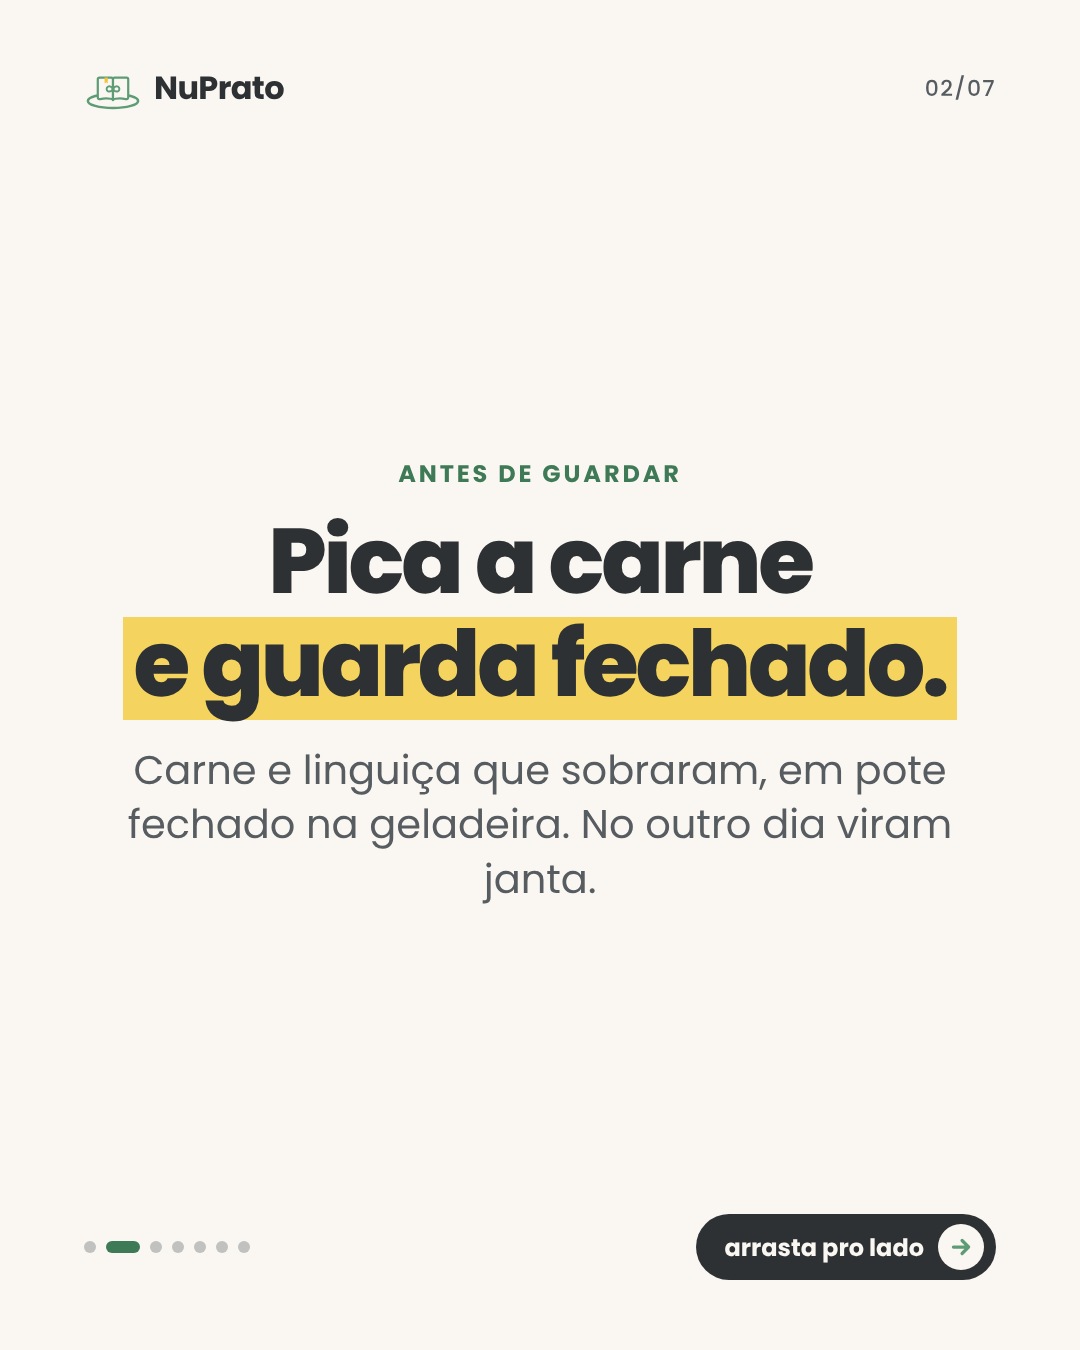 NuPrato
02/07
ANTES DE GUARDAR
Pica a carne
e guarda fechado.
Carne e linguiça que sobraram, em pote
fechado na geladeira. No outro dia viram
janta.
arrasta pro lado